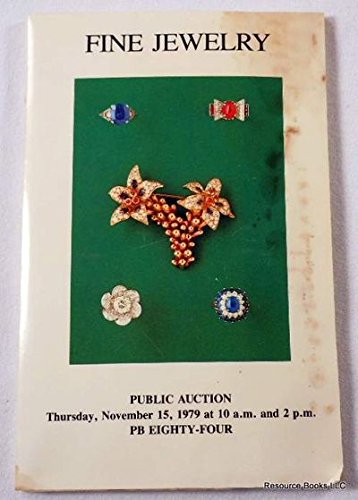 FINE JEWELRY
PUBLIC AUCTION
Thursday, November 15, 1979 at 10 a.m. and 2 p.m.
PB EIGHTY-FOUR
Resource Books LLC